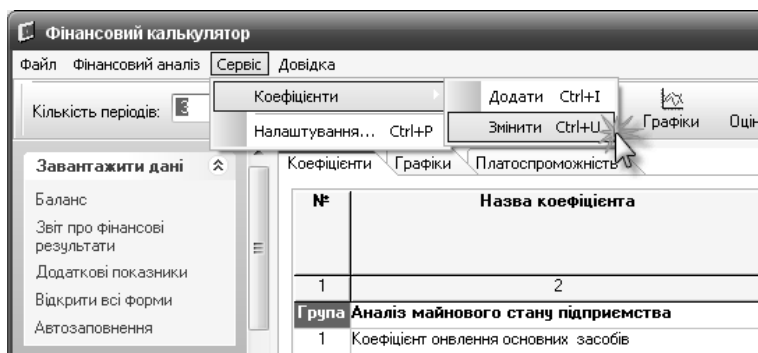 Фінансовий калькулятор
Файл Фінансовий аналіз Сервіс Довідка
Коефіцієнти
Додати Ctrl+I
Кількість періодів: 3
Налаштування... Ctrl+P
Змінити Ctrl+U
Графіки
Оцін
Завантажити дані
Коефіцієнти Графіки Платоспроможність
Баланс
Звіт про фінансові
результати
Додаткові показники
Відкрити всі форми
Автозаповнення
№ Назва коефіцієнта
1 2
Група Аналіз майнового стану підприємства
1 Коефіцієнт онвлення основних засобів